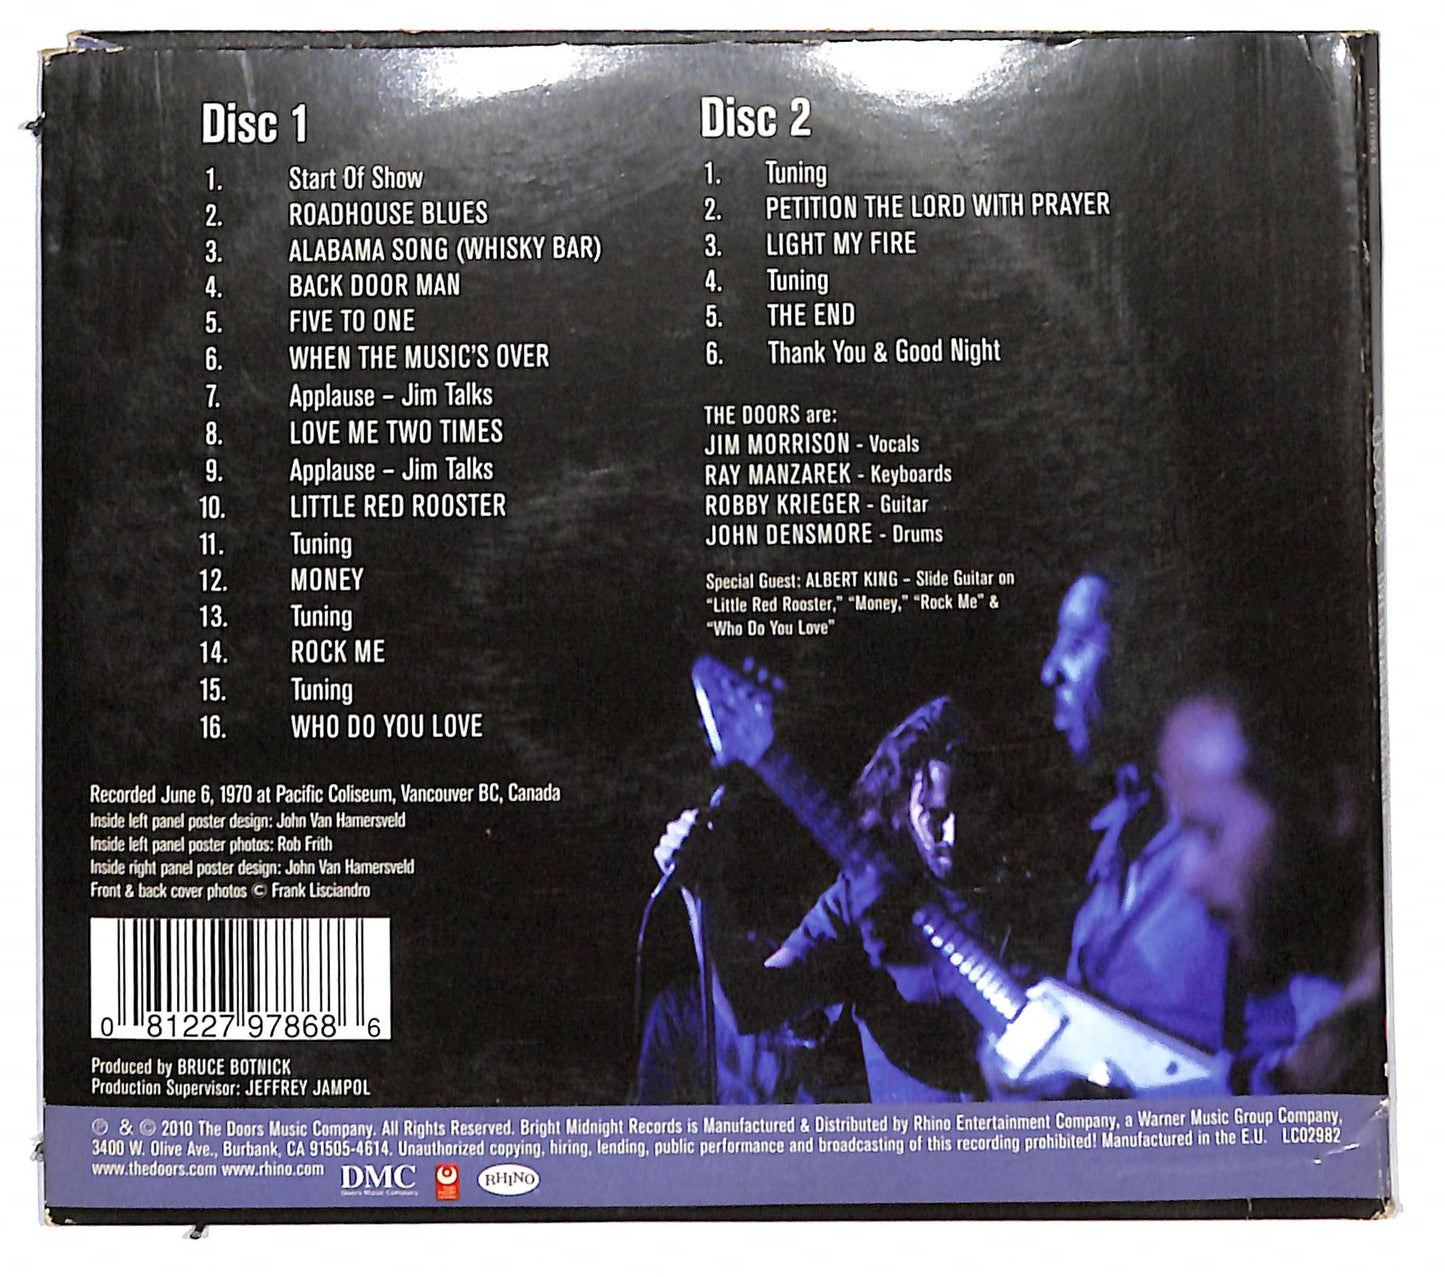 Disc 1
1. Start Of Show
2. ROADHOUSE BLUES
3. ALABAMA SONG (WHISKY BAR)
4. BACK DOOR MAN
5. FIVE TO ONE
6. WHEN THE MUSIC'S OVER
7. Applause – Jim Talks
8. LOVE ME TWO TIMES
9. Applause – Jim Talks
10. LITTLE RED ROOSTER
11. Tuning
12. MONEY
13. Tuning
14. ROCK ME
15. Tuning
16. WHO DO YOU LOVE
Disc 2
1. Tuning
2. PETITION THE LORD WITH PRAYER
3. LIGHT MY FIRE
4. Tuning
5. THE END
6. Thank You & Good Night
THE DOORS are:
JIM MORRISON - Vocals
RAY MANZAREK - Keyboards
ROBBY KRIEGER - Guitar
JOHN DENSMORE - Drums
Special Guest: ALBERT KING – Slide Guitar on
“Little Red Rooster,” “Money,” “Rock Me” &
“Who Do You Love”
Recorded June 6, 1970 at Pacific Coliseum, Vancouver BC, Canada
Inside left panel poster design: John Van Hamersveld
Inside left panel poster photos: Rob Frith
Inside right panel poster design: John Van Hamersveld
Front & back cover photos © Frank Lisciandro
0 81227 97868 6
Produced by BRUCE BOTNICK
Production Supervisor: JEFFREY JAMPOL
℗ & © 2010 The Doors Music Company. All Rights Reserved. Bright Midnight Records is Manufactured & Distributed by Rhino Entertainment Company, a Warner Music Group Company,
3400 W. Olive Ave., Burbank, CA 91505-4614. Unauthorized copying, hiring, lending, public performance and broadcasting of this recording prohibited! Manufactured in the E.U. LC02982
www.thedoors.com www.rhino.com DMC RHINO
Doors Music Company